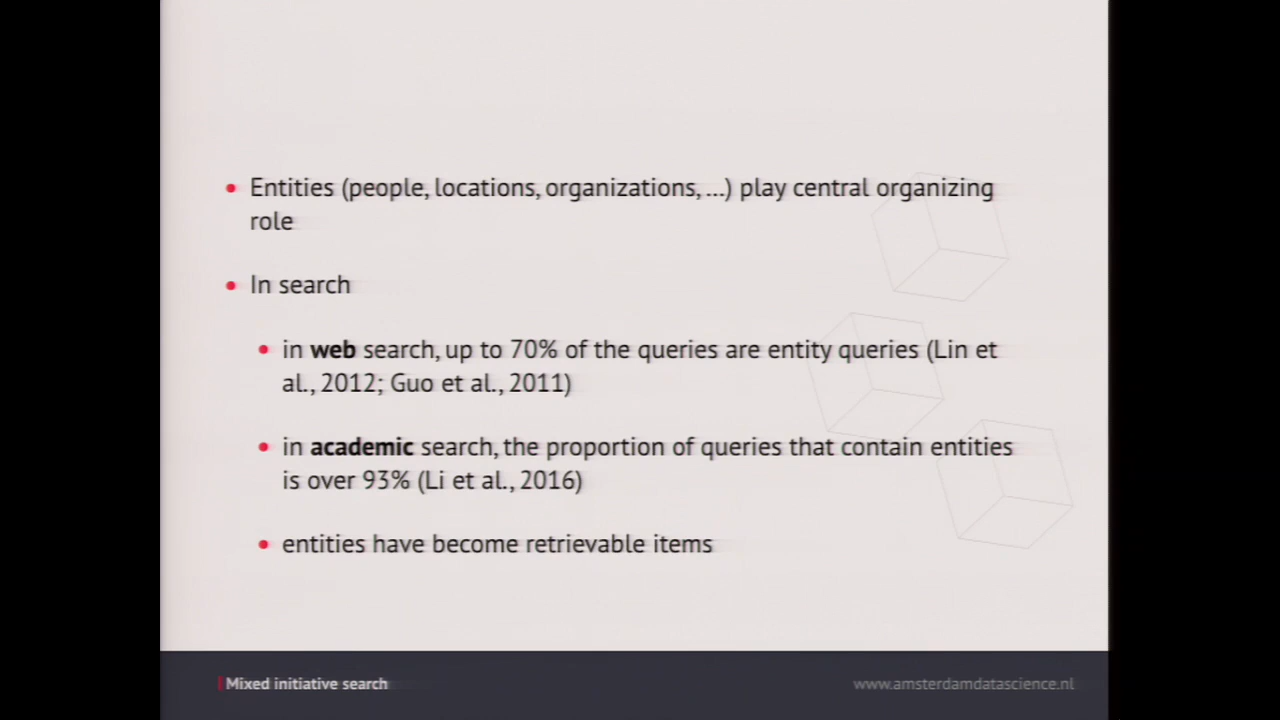 Entities (people, locations, organizations, ...) play central organizing
role
In search
in web search, up to 70% of the queries are entity queries (Lin et
al., 2012; Guo et al., 2011)
in academic search, the proportion of queries that contain entities
is over 93% (Li et al., 2016)
entities have become retrievable items
Mixed initiative search
www.amsterdamdatascience.nl